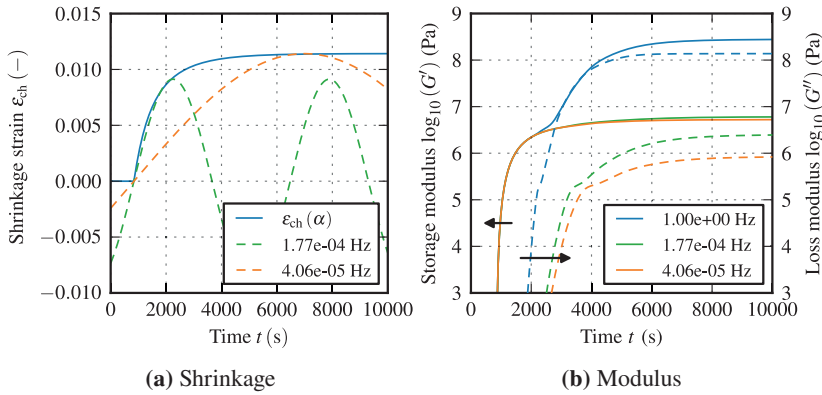 Shrinkage strain ε_ch (−)
0.015
0.010
0.005
0.000
−0.005
−0.010
ε_ch(α)
1.77e-04 Hz
4.06e-05 Hz
0 2000 4000 6000 8000 10000
Time t (s)
(a) Shrinkage
Storage modulus log₁₀(G′) (Pa)
9
8
7
6
5
4
3
1.00e+00 Hz
1.77e-04 Hz
4.06e-05 Hz
9
8
7
6
5
4
3
Loss modulus log₁₀(G″) (Pa)
0 2000 4000 6000 8000 10000
Time t (s)
(b) Modulus